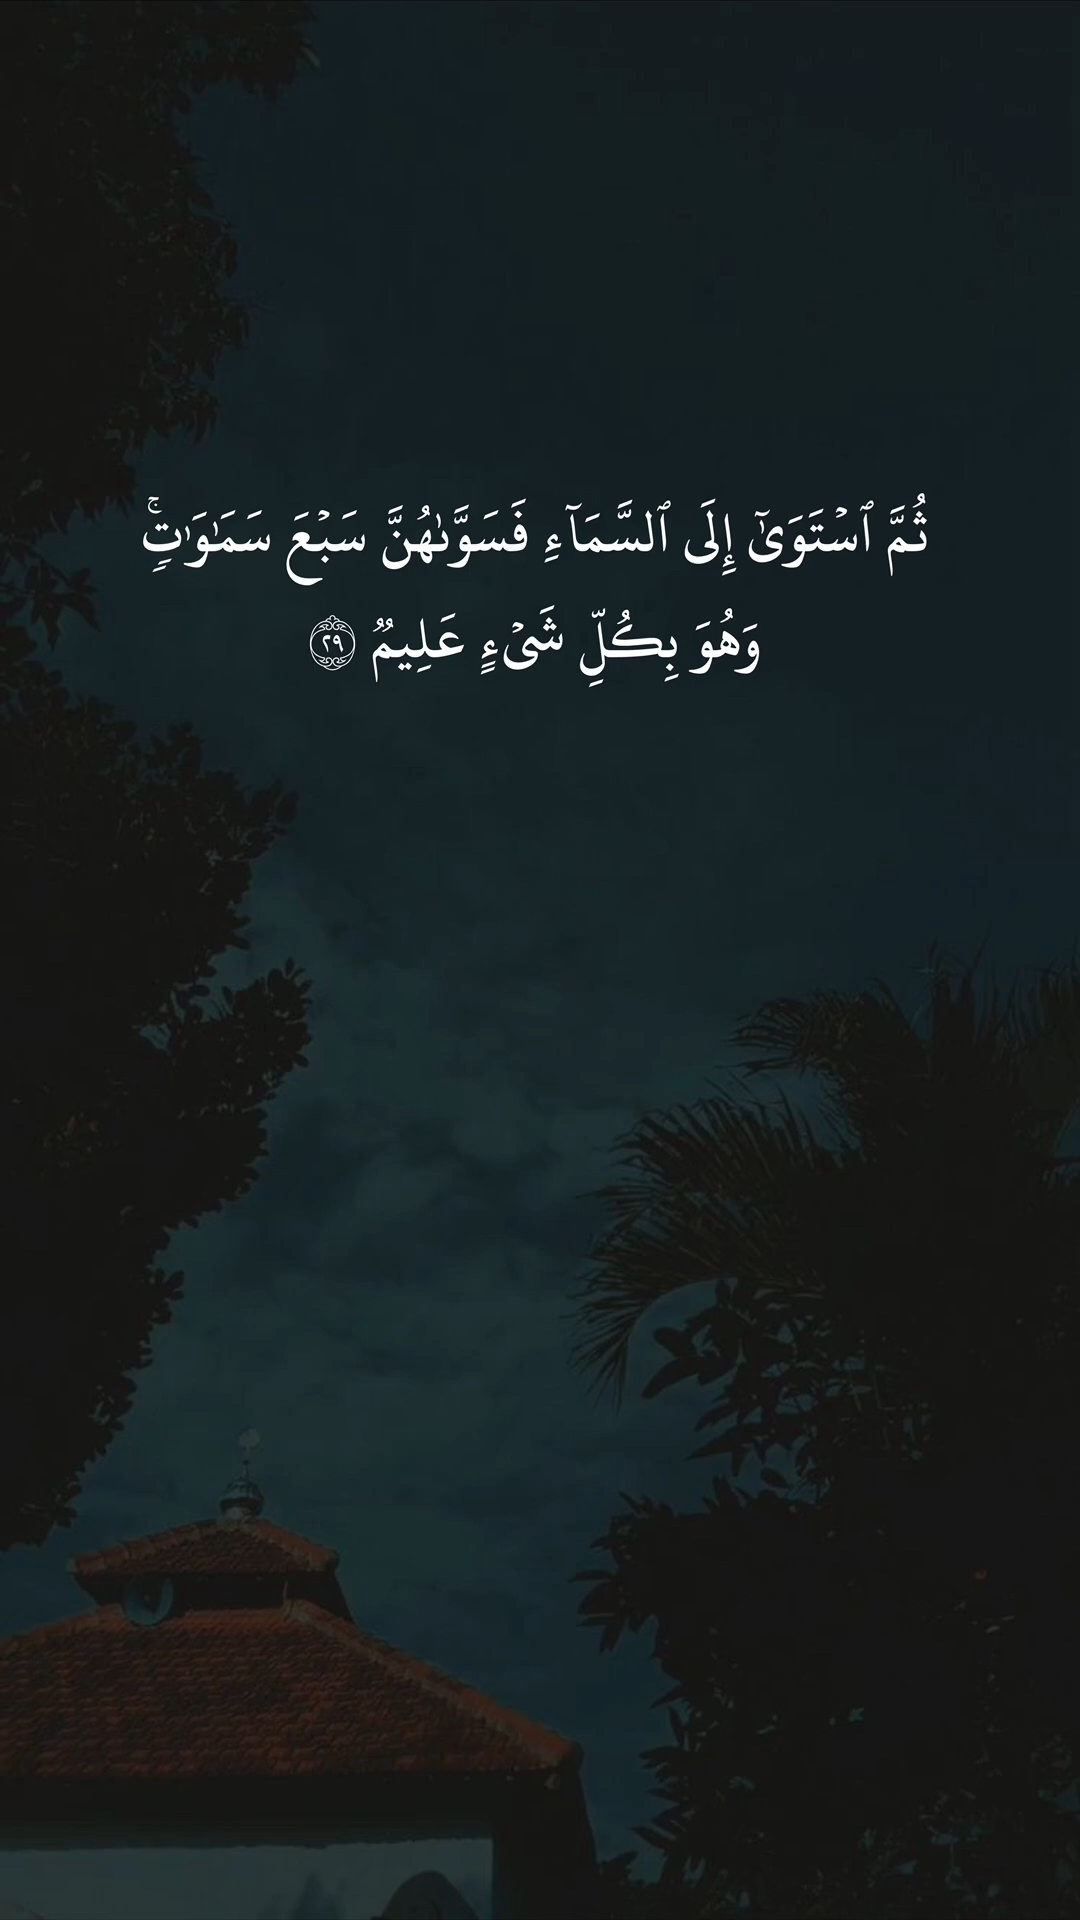 ثُمَّ ٱسۡتَوَىٰٓ إِلَى ٱلسَّمَآءِ فَسَوَّىٰهُنَّ سَبۡعَ سَمَٰوَٰتٖۚ
وَهُوَ بِكُلِّ شَيۡءٍ عَلِيمٞ ٢٩